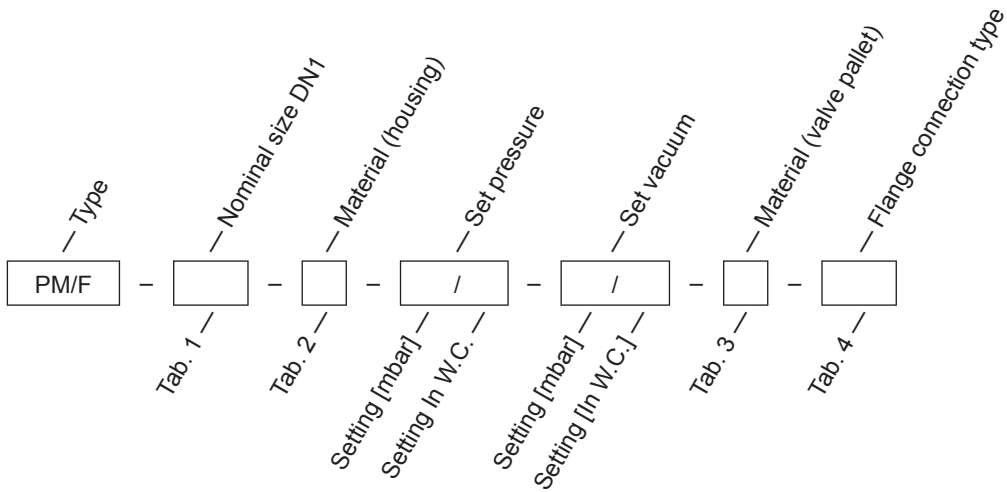 Type
Nominal size DN1
Material (housing)
Set pressure
Set vacuum
Material (valve pallet)
Flange connection type
PM/F – – – / – / – –
Tab. 1
Tab. 2
Setting [mbar]
Setting In W.C.
Setting [mbar]
Setting [In W.C.]
Tab. 3
Tab. 4